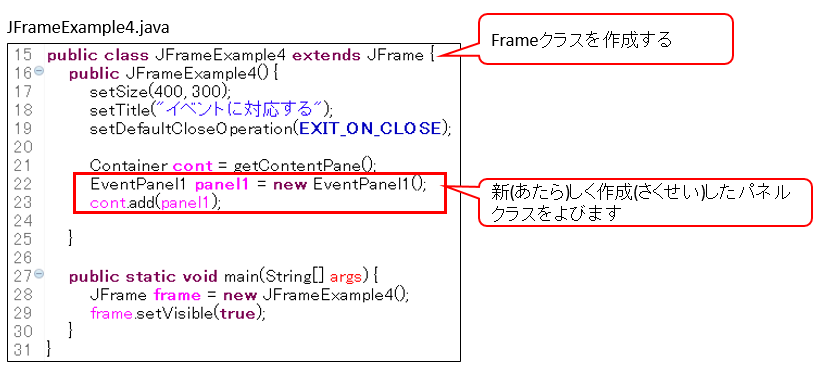 JFrameExample4.java
Frameクラスを作成する
15 public class JFrameExample4 extends JFrame {
16 public JFrameExample4() {
17 setSize(400, 300);
18 setTitle("イベントに対応する");
19 setDefaultCloseOperation(EXIT_ON_CLOSE);
20
21 Container cont = getContentPane();
22 EventPanel1 panel1 = new EventPanel1();
23 cont.add(panel1);
24
25 }
26
27 public static void main(String[] args) {
28 JFrame frame = new JFrameExample4();
29 frame.setVisible(true);
30 }
31 }
新(あたら)しく作成(さくせい)したパネル
クラスをよびます